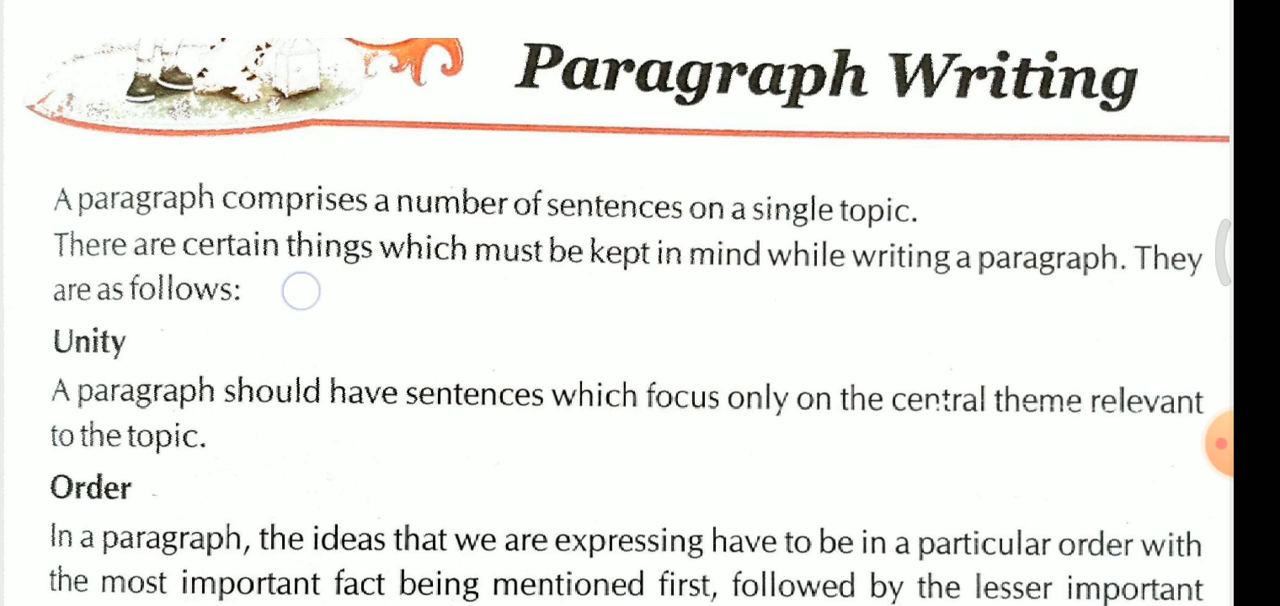 Paragraph Writing
A paragraph comprises a number of sentences on a single topic.
There are certain things which must be kept in mind while writing a paragraph. They
are as follows:
Unity
A paragraph should have sentences which focus only on the central theme relevant
to the topic.
Order
In a paragraph, the ideas that we are expressing have to be in a particular order with
the most important fact being mentioned first, followed by the lesser important